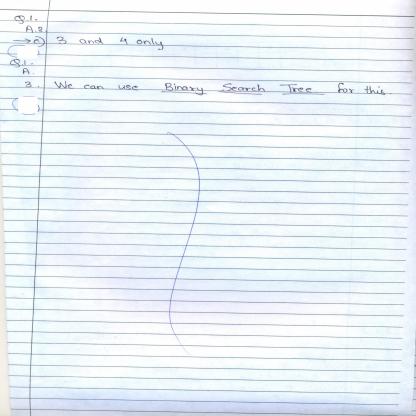 Q.1.
A.2
→ c) 3 and 4 only
Q.1.
A.
3. We can use Binary Search Tree for this